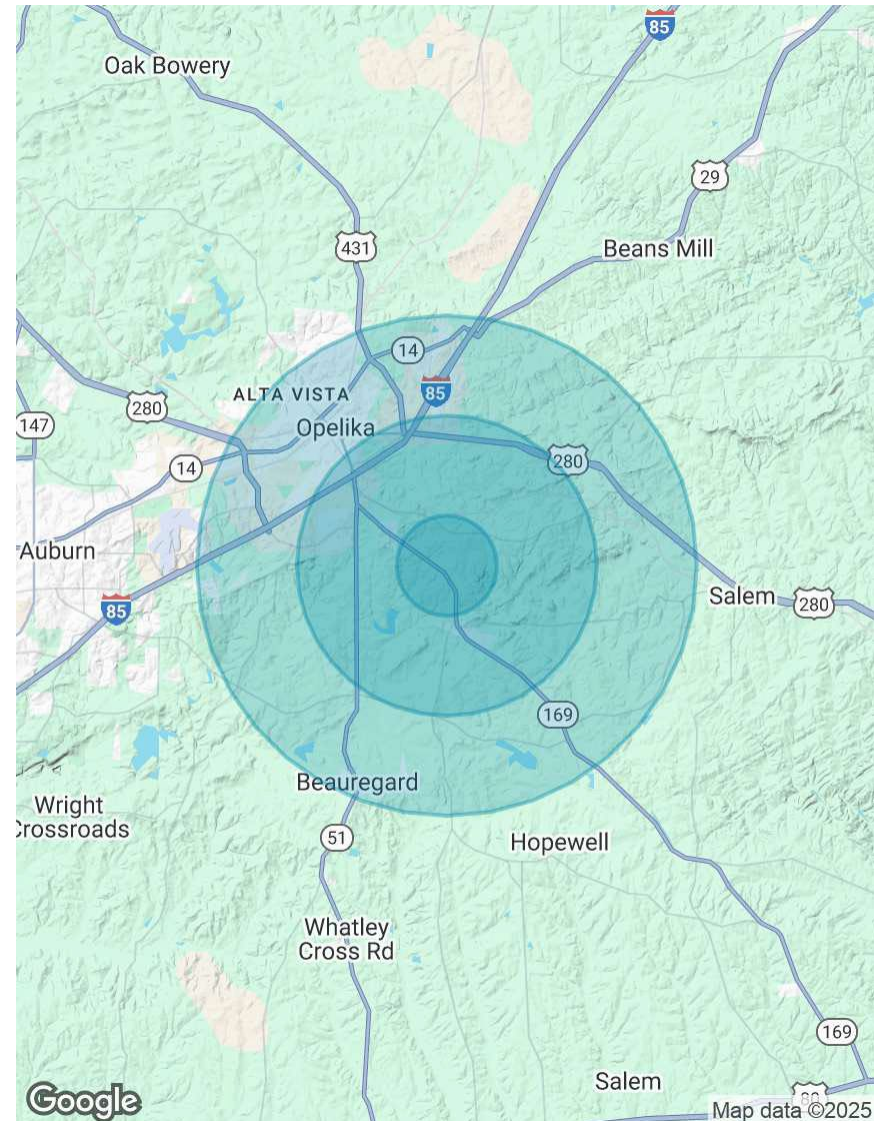 85
Oak Bowery
29
431
Beans Mill
14
85
ALTA VISTA
280
147
Opelika
280
14
Auburn
85
Salem
280
169
Beauregard
Wright
Crossroads
51
Hopewell
Whatley
Cross Rd
169
Salem
80
Google
Map data ©2025